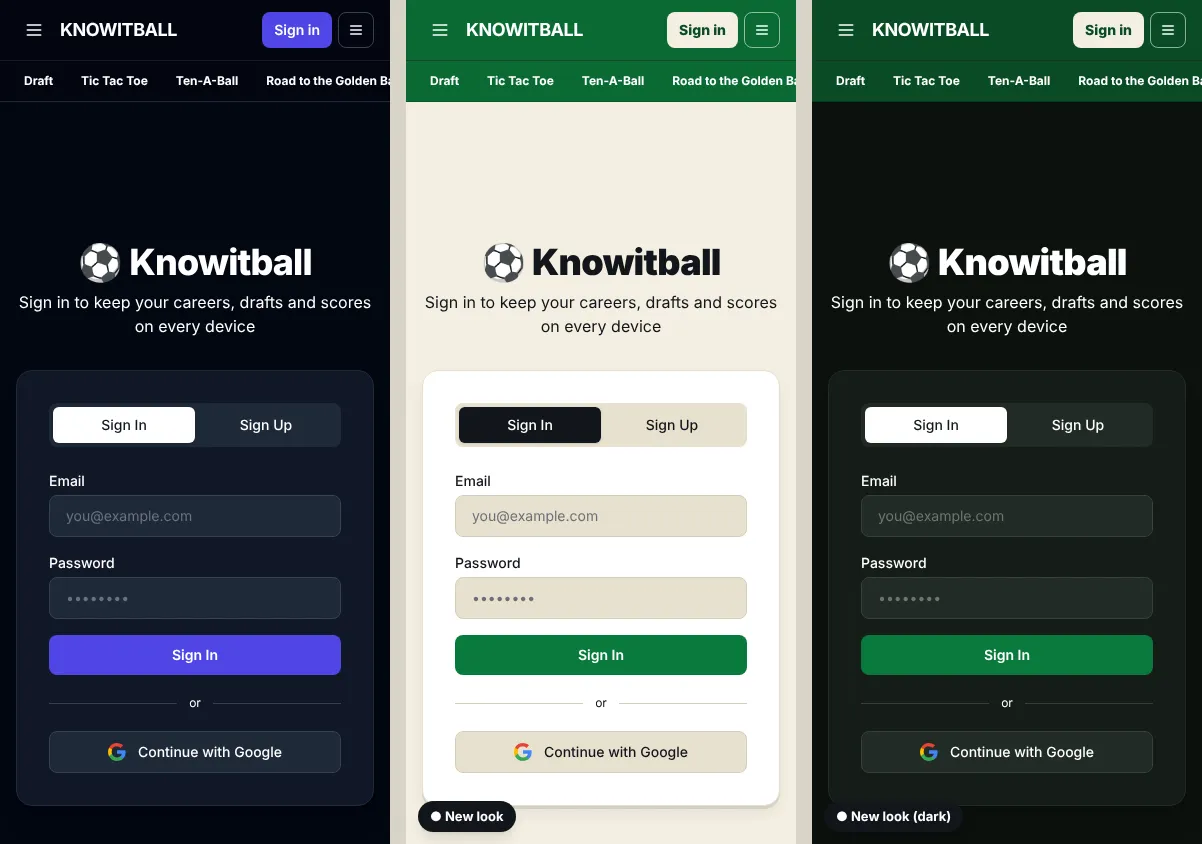 KNOWITBALL
Sign in
Draft Tic Tac Toe Ten-A-Ball Road to the Golden Ba
Knowitball
Sign in to keep your careers, drafts and scores
on every device
Sign In Sign Up
Email
you@example.com
Password
••••••••
Sign In
or
Continue with Google
KNOWITBALL
Sign in
Draft Tic Tac Toe Ten-A-Ball Road to the Golden Ba
Knowitball
Sign in to keep your careers, drafts and scores
on every device
Sign In Sign Up
Email
you@example.com
Password
••••••••
Sign In
or
Continue with Google
New look
KNOWITBALL
Sign in
Draft Tic Tac Toe Ten-A-Ball Road to the Golden Ba
Knowitball
Sign in to keep your careers, drafts and scores
on every device
Sign In Sign Up
Email
you@example.com
Password
••••••••
Sign In
or
Continue with Google
New look (dark)